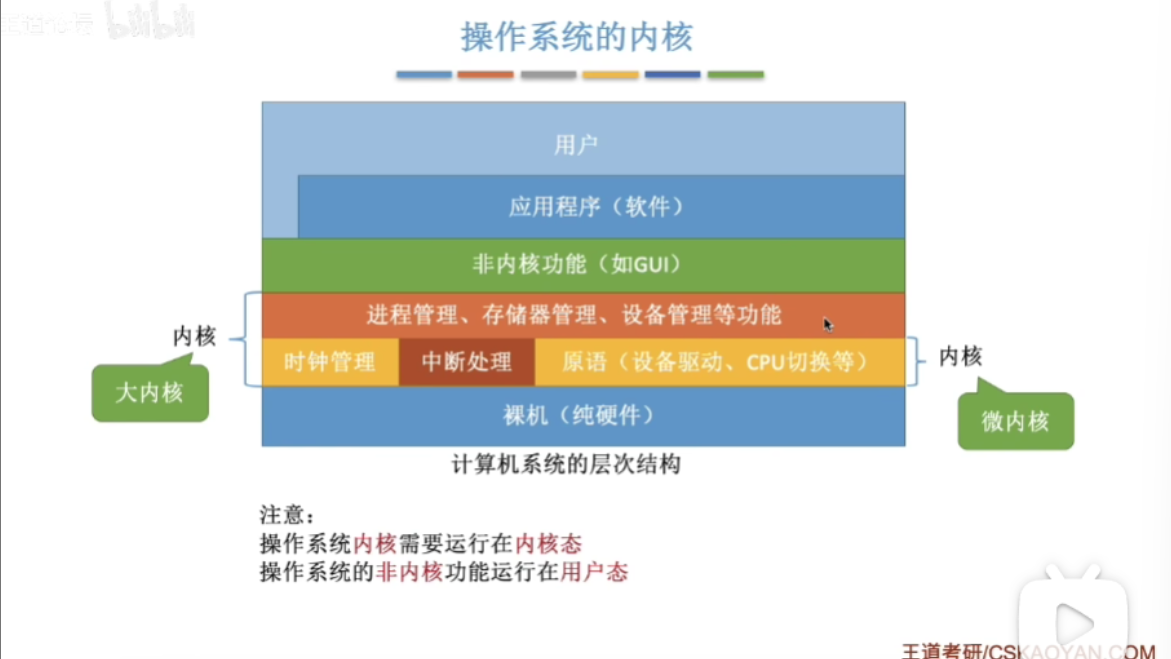 bilibili
操作系统的内核
用户
应用程序（软件）
非内核功能（如GUI）
进程管理、存储器管理、设备管理等功能
内核
时钟管理 中断处理 原语（设备驱动、CPU切换等）
内核
大内核
裸机（纯硬件）
微内核
计算机系统的层次结构
注意：
操作系统内核需要运行在内核态
操作系统的非内核功能运行在用户态
王道考研/CSKAOYAN.COM